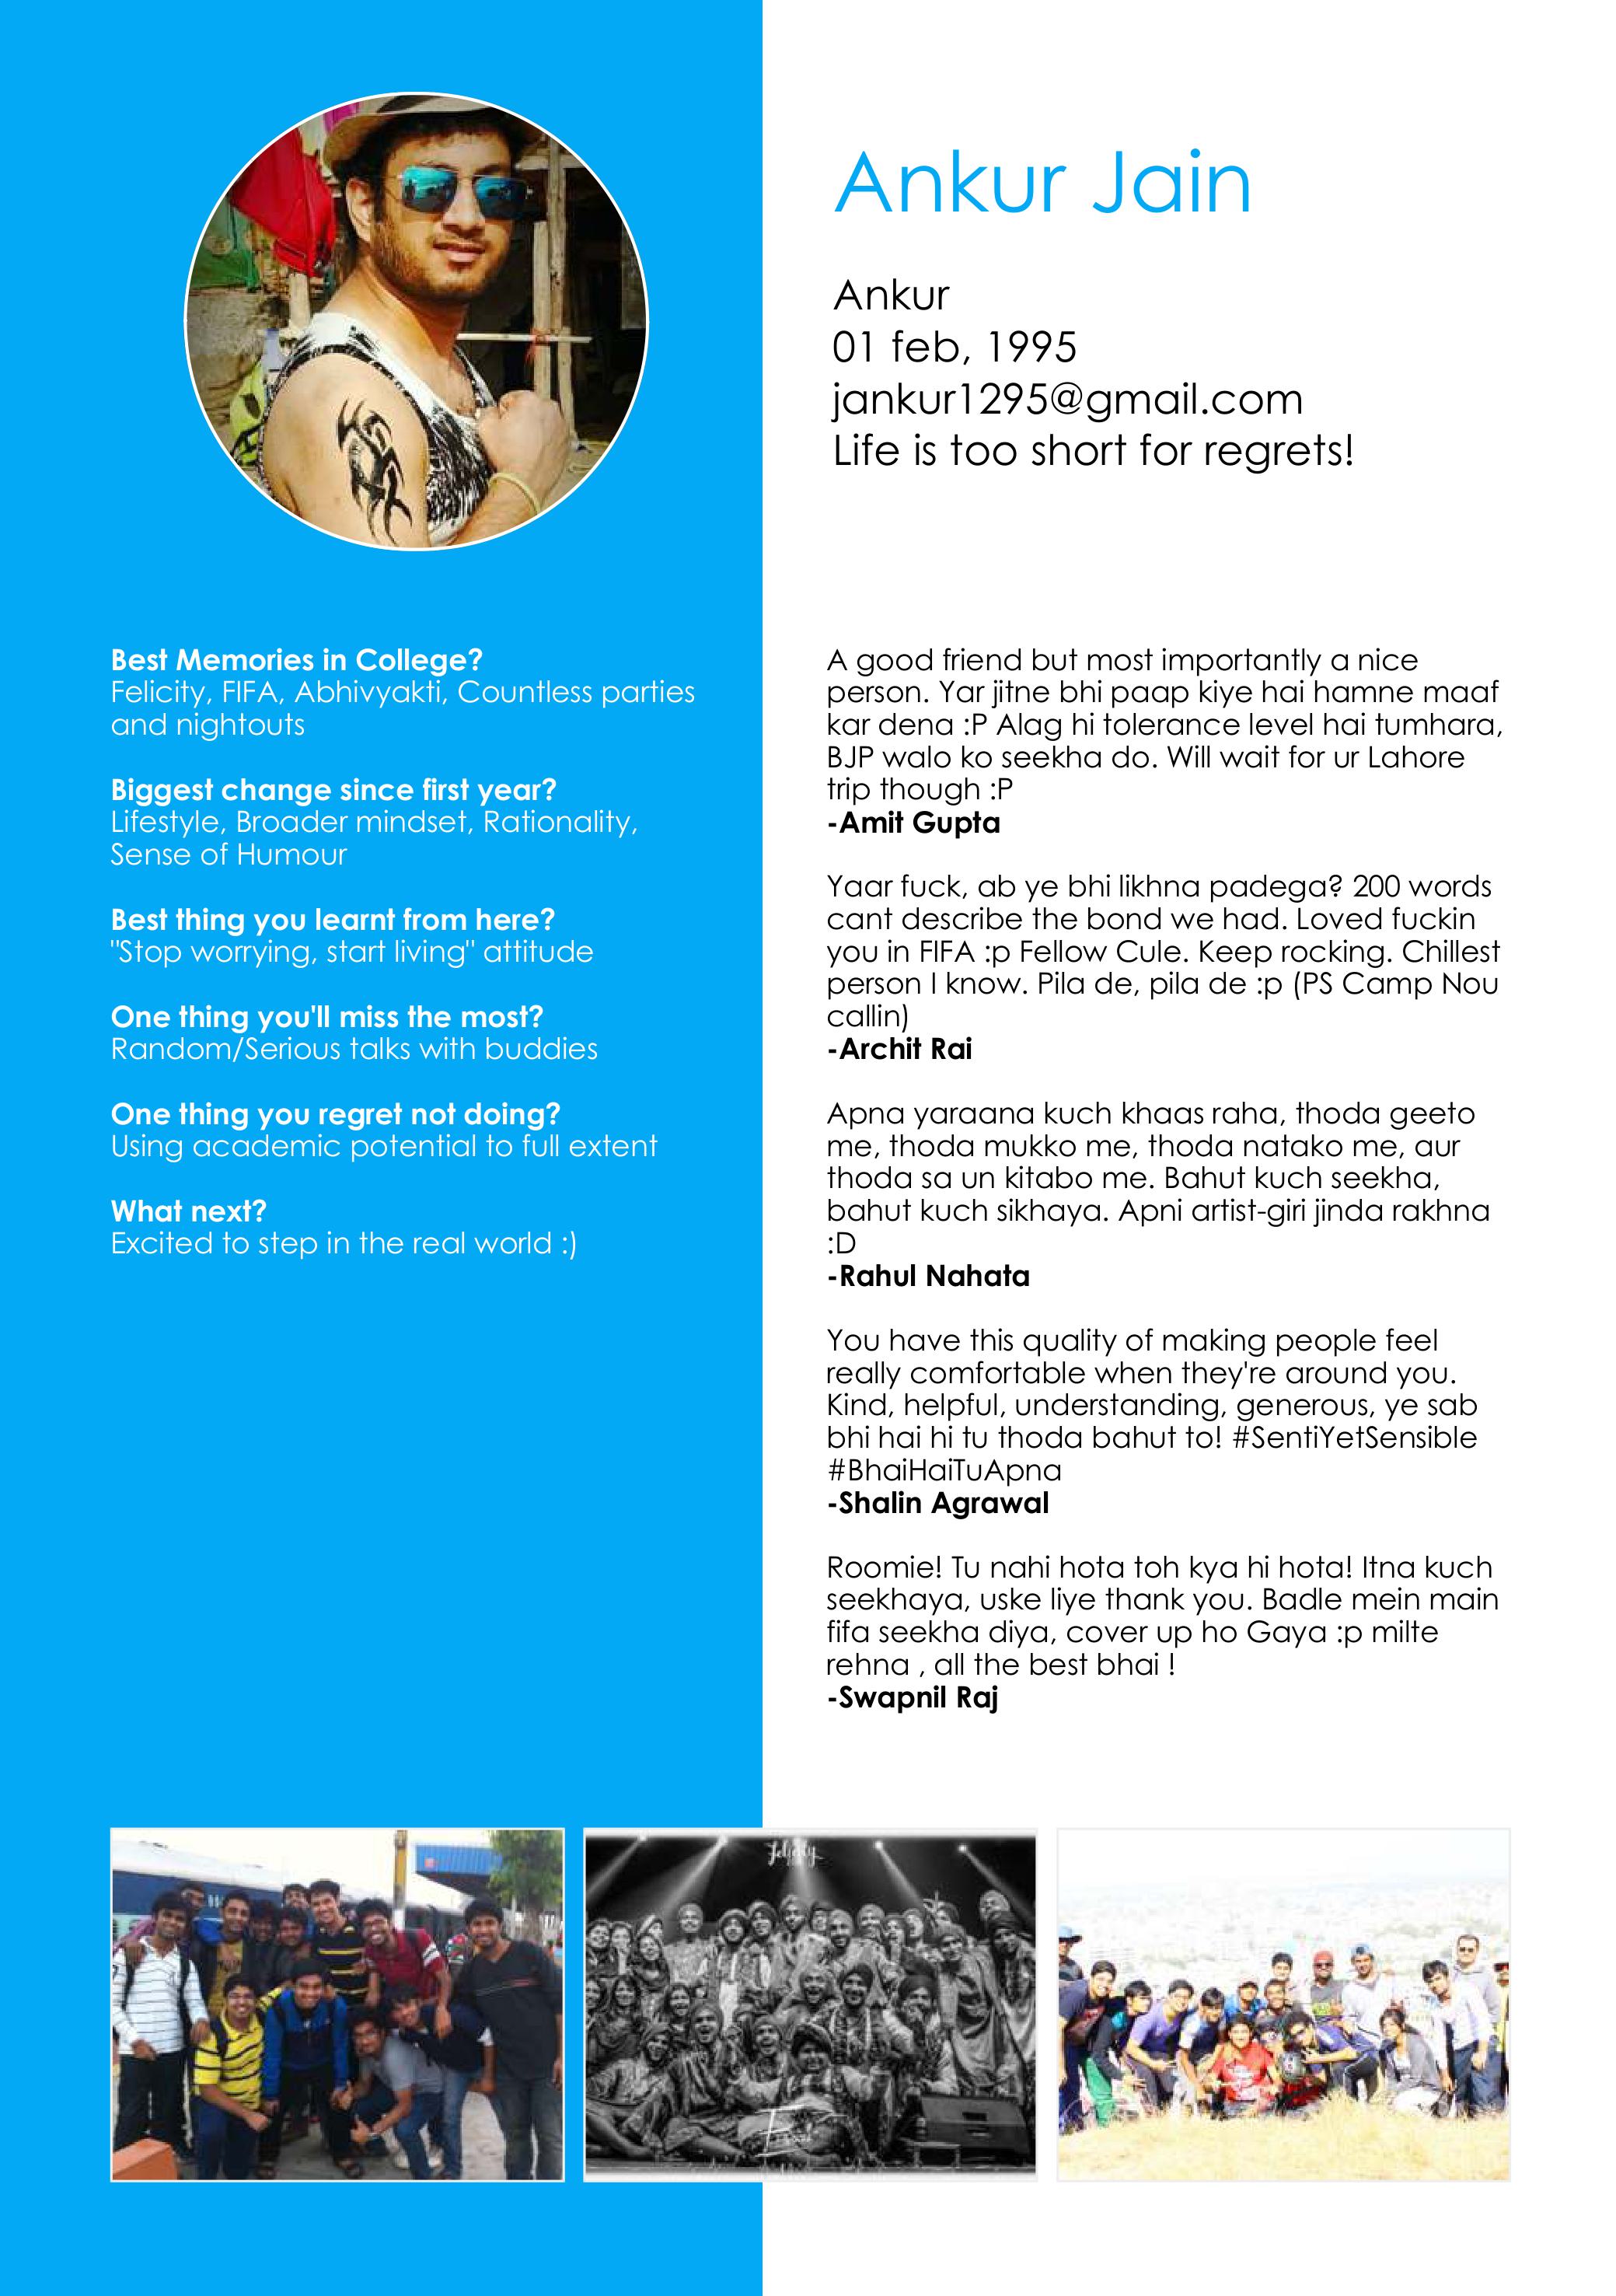 Ankur Jain
Ankur
01 feb, 1995
jankur1295@gmail.com
Life is too short for regrets!
Best Memories in College?
Felicity, FIFA, Abhivyakti, Countless parties
and nightouts
Biggest change since first year?
Lifestyle, Broader mindset, Rationality,
Sense of Humour
Best thing you learnt from here?
"Stop worrying, start living" attitude
One thing you'll miss the most?
Random/Serious talks with buddies
One thing you regret not doing?
Using academic potential to full extent
What next?
Excited to step in the real world :)
A good friend but most importantly a nice
person. Yar jitne bhi paap kiye hai hamne maaf
kar dena :P Alag hi tolerance level hai tumhara,
BJP walo ko seekha do. Will wait for ur Lahore
trip though :P
-Amit Gupta
Yaar fuck, ab ye bhi likhna padega? 200 words
cant describe the bond we had. Loved fuckin
you in FIFA :p Fellow Cule. Keep rocking. Chillest
person I know. Pila de, pila de :p (PS Camp Nou
callin)
-Archit Rai
Apna yaraana kuch khaas raha, thoda geeto
me, thoda mukko me, thoda natako me, aur
thoda sa un kitabo me. Bahut kuch seekha,
bahut kuch sikhaya. Apni artist-giri jinda rakhna
:D
-Rahul Nahata
You have this quality of making people feel
really comfortable when they're around you.
Kind, helpful, understanding, generous, ye sab
bhi hai hi tu thoda bahut to! #SentiYetSensible
#BhaiHaiTuApna
-Shalin Agrawal
Roomie! Tu nahi hota toh kya hi hota! Itna kuch
seekhaya, uske liye thank you. Badle mein main
fifa seekha diya, cover up ho Gaya :p milte
rehna , all the best bhai !
-Swapnil Raj
Felicity